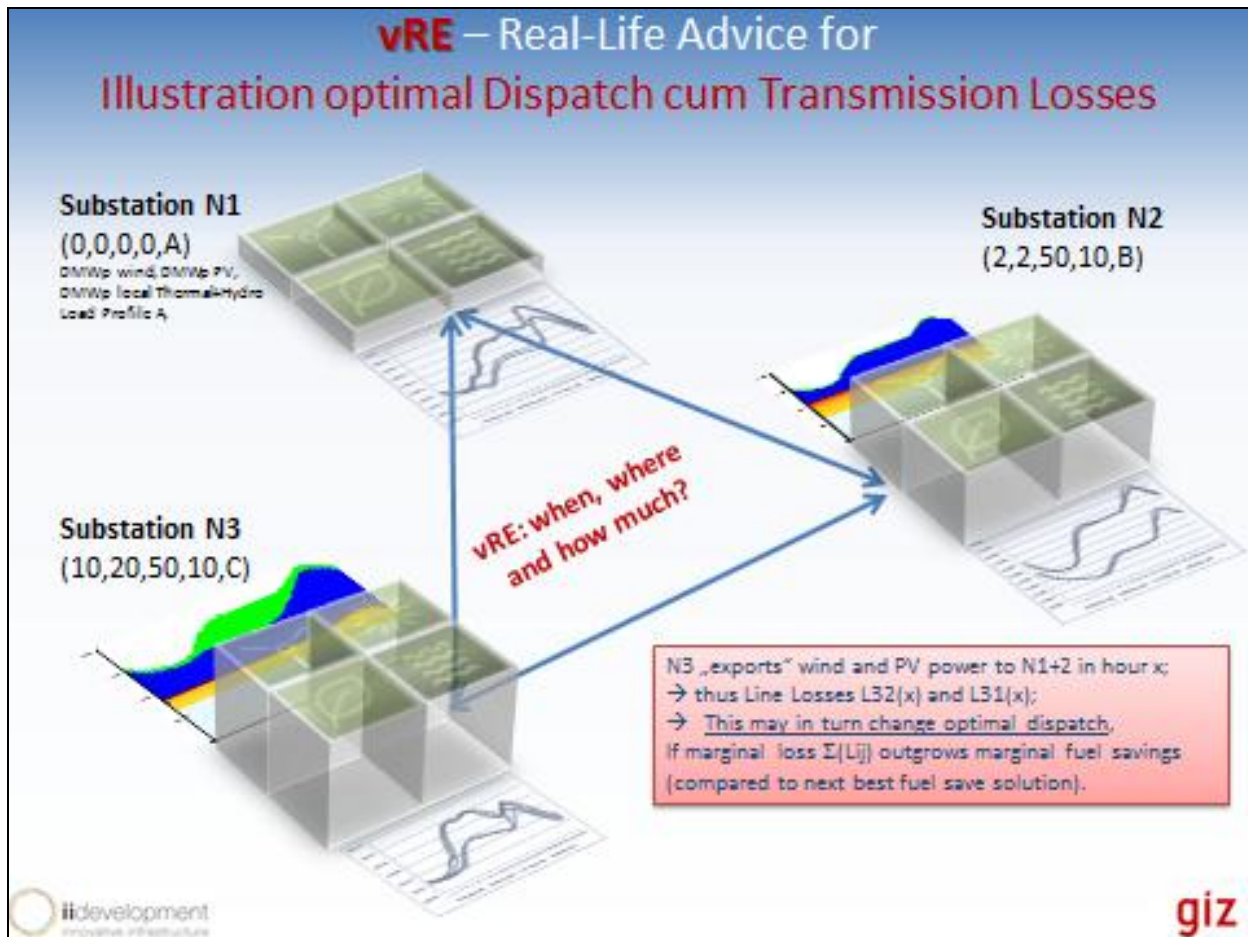 vRE – Real-Life Advice for
Illustration optimal Dispatch cum Transmission Losses
Substation N1
(0,0,0,0,A)
0MWp wind, 0MWp PV,
0MWp local Thermal+Hydro
Load Profile A,
Substation N2
(2,2,50,10,B)
vRE: when, where
and how much?
Substation N3
(10,20,50,10,C)
N3 „exports“ wind and PV power to N1+2 in hour x;
→ thus Line Losses L32(x) and L31(x);
→ This may in turn change optimal dispatch,
If marginal loss Σ(Lij) outgrows marginal fuel savings
(compared to next best fuel save solution).
iidevelopment
innovative infrastructure
giz